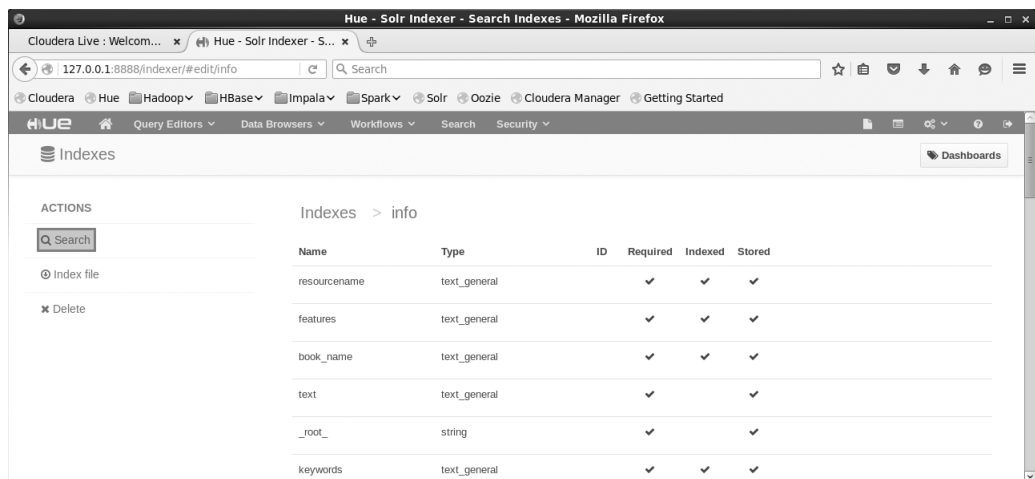 Hue - Solr Indexer - Search Indexes - Mozilla Firefox
Cloudera Live : Welcom... Hue - Solr Indexer - S...
127.0.0.1:8888/indexer/#edit/info Search
Cloudera Hue Hadoop HBase Impala Spark Solr Oozie Cloudera Manager Getting Started
HUE Query Editors Data Browsers Workflows Search Security
Indexes Dashboards
ACTIONS
Search
Index file
Delete
Indexes > info
Name Type ID Required Indexed Stored
resourcename text_general
features text_general
book_name text_general
text text_general
_root_ string
keywords text_general